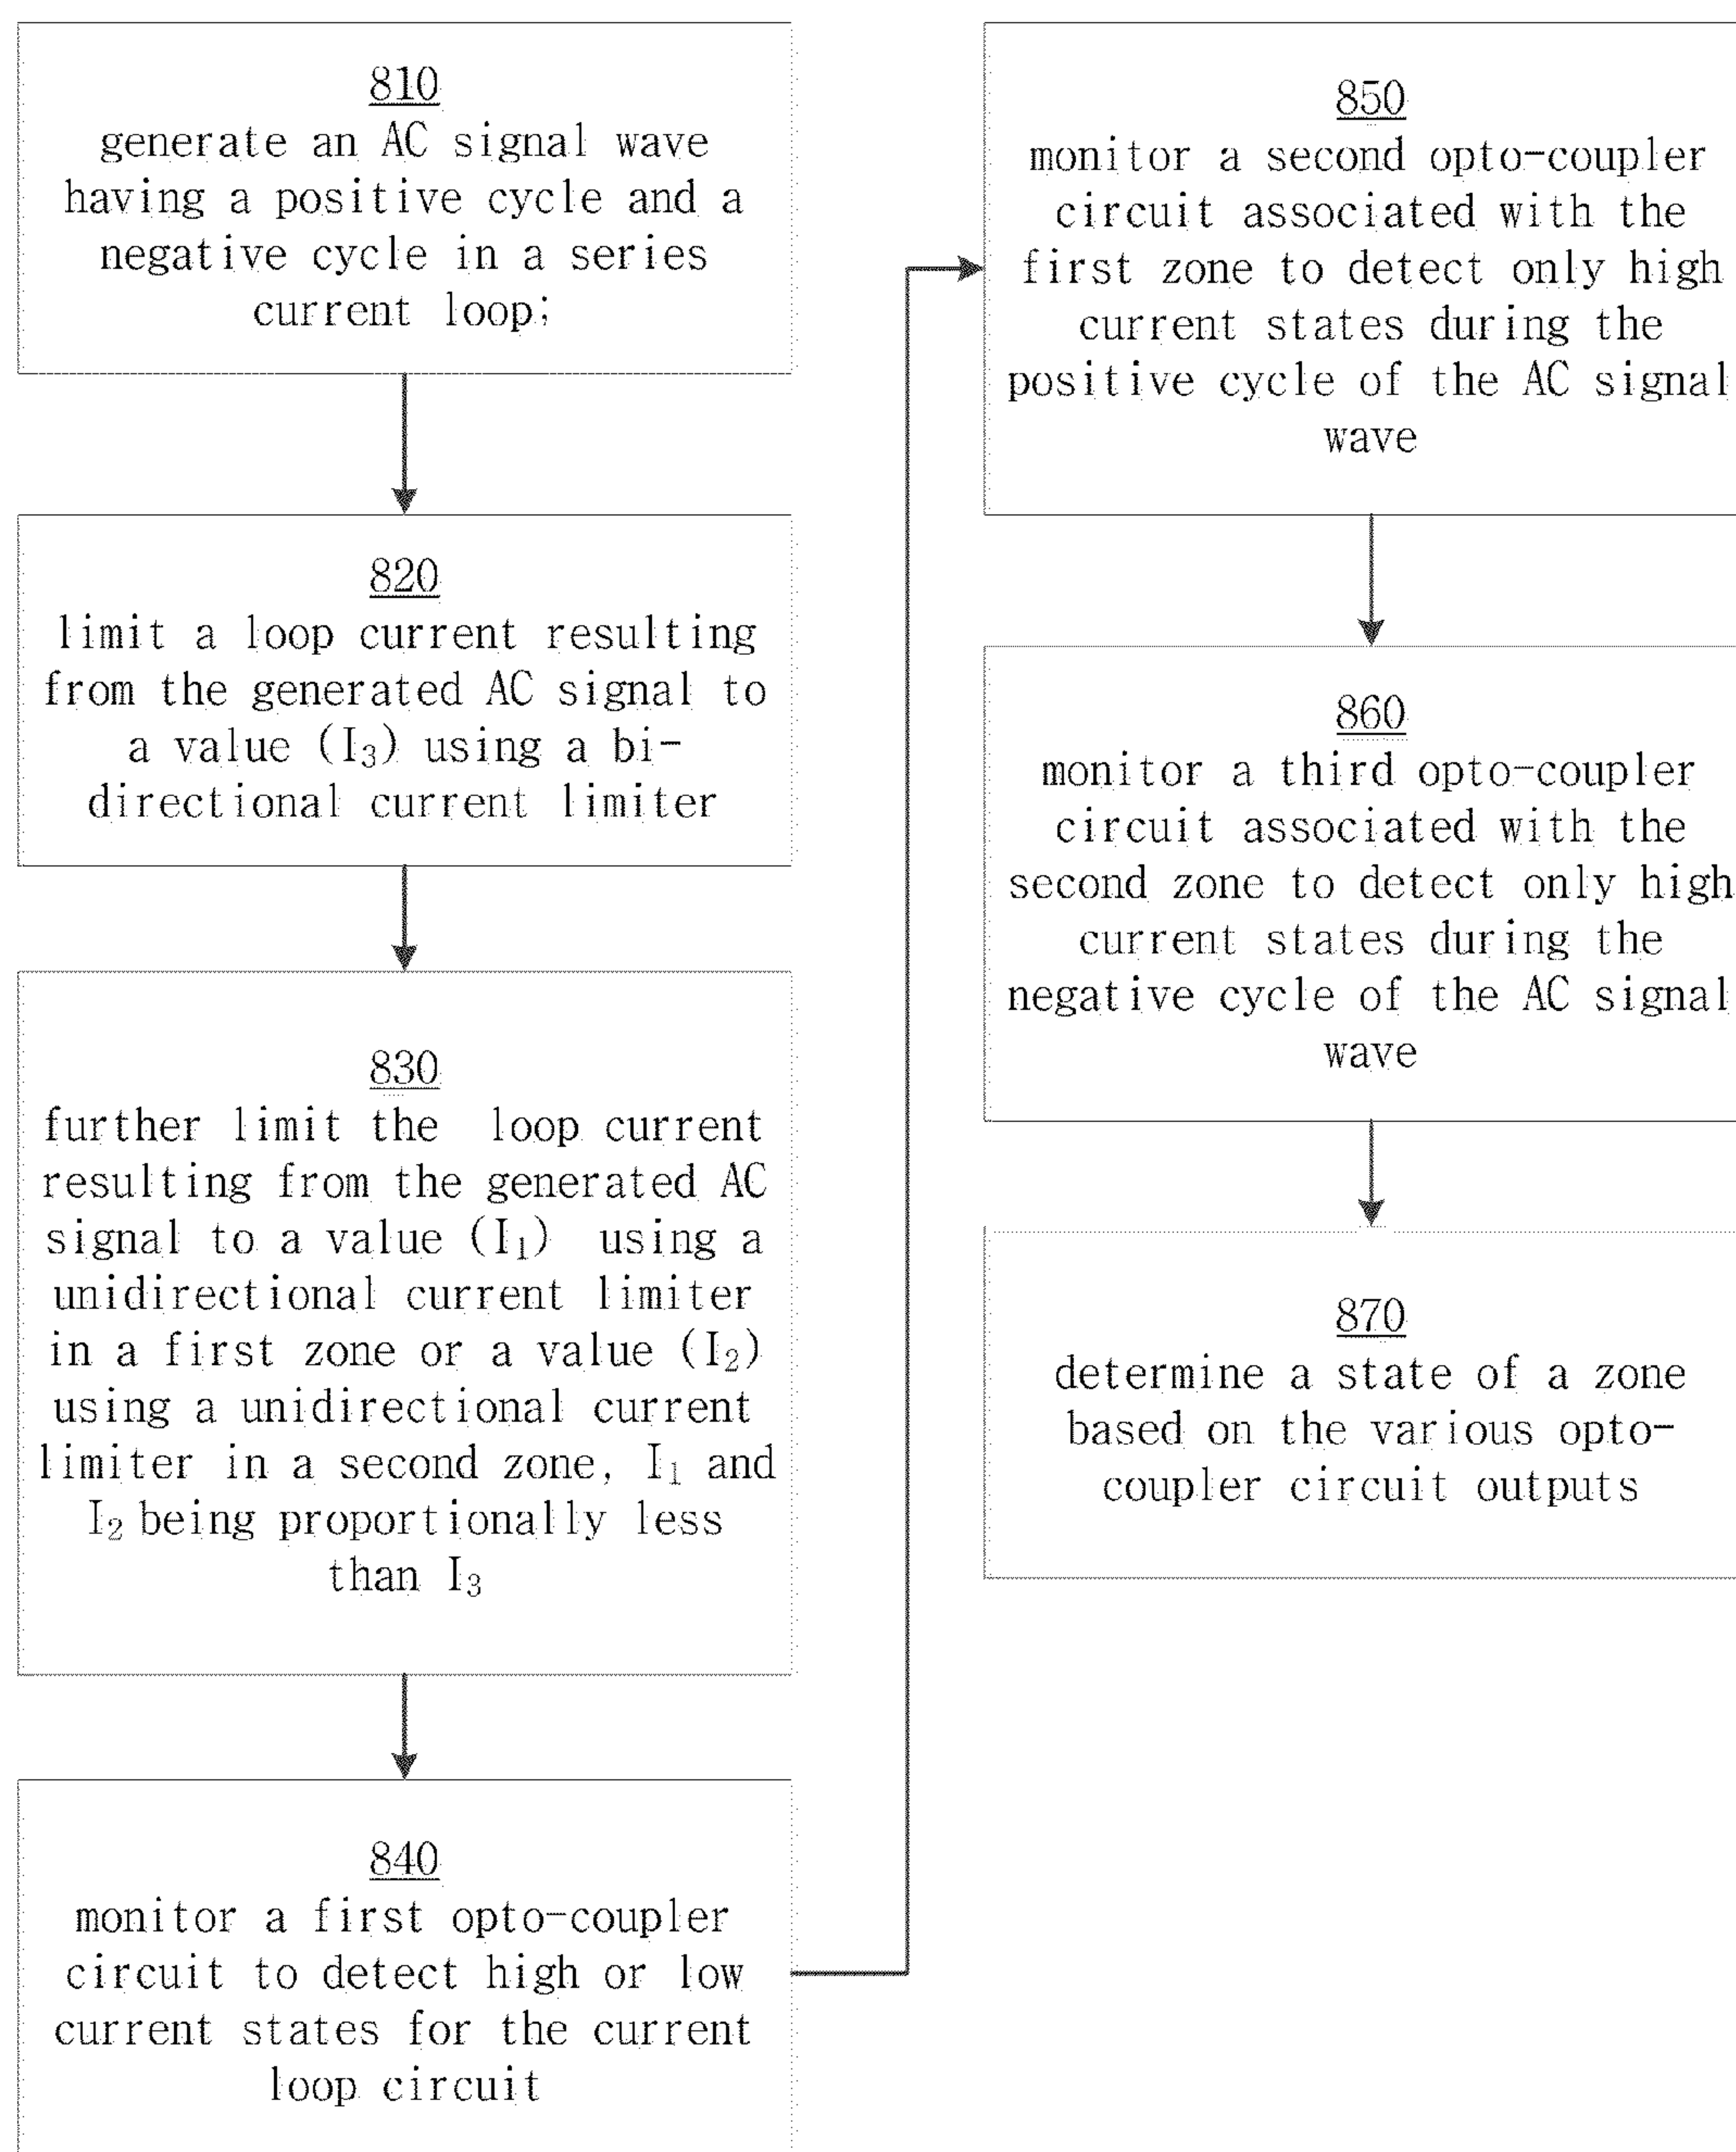 810
generate an AC signal wave
having a positive cycle and a
negative cycle in a series
current loop;
820
limit a loop current resulting
from the generated AC signal to
a value (I₃) using a bi-
directional current limiter
830
further limit the loop current
resulting from the generated AC
signal to a value (I₁) using a
unidirectional current limiter
in a first zone or a value (I₂)
using a unidirectional current
limiter in a second zone, I₁ and
I₂ being proportionally less
than I₃
840
monitor a first opto-coupler
circuit to detect high or low
current states for the current
loop circuit
850
monitor a second opto-coupler
circuit associated with the
first zone to detect only high
current states during the
positive cycle of the AC signal
wave
860
monitor a third opto-coupler
circuit associated with the
second zone to detect only high
current states during the
negative cycle of the AC signal
wave
870
determine a state of a zone
based on the various opto-
coupler circuit outputs